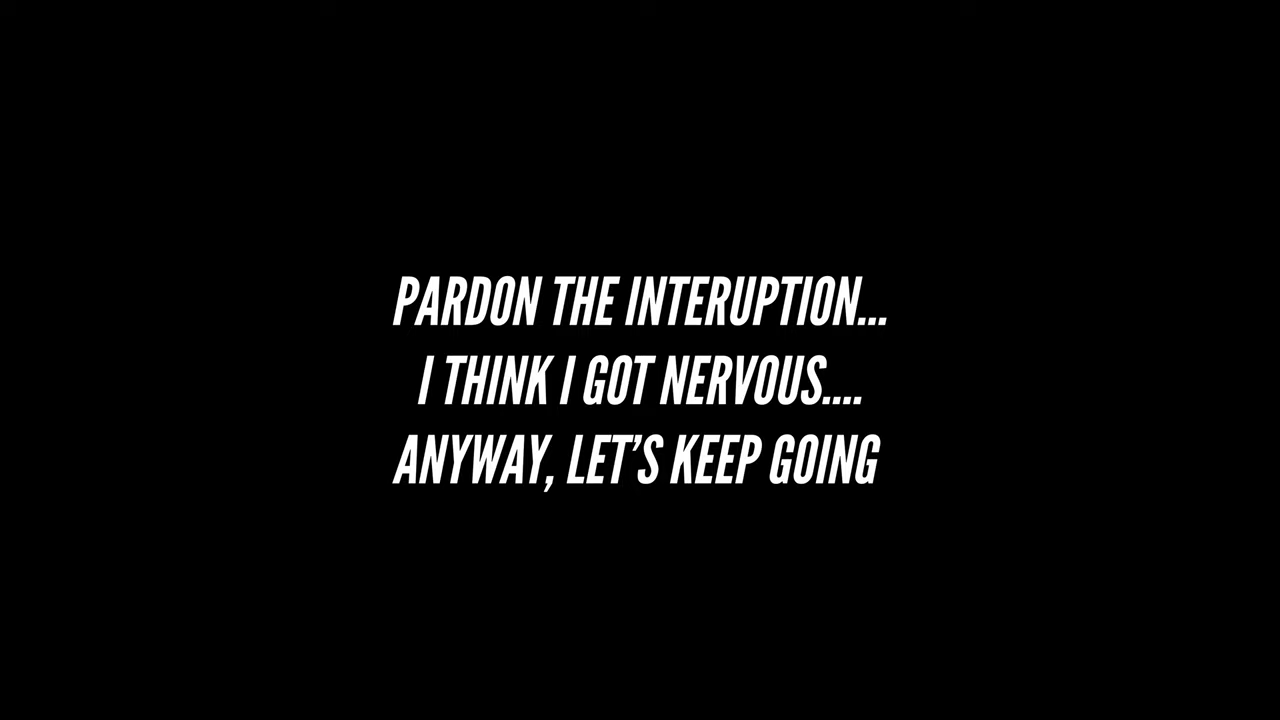 PARDON THE INTERUPTION...
I THINK I GOT NERVOUS....
ANYWAY, LET'S KEEP GOING